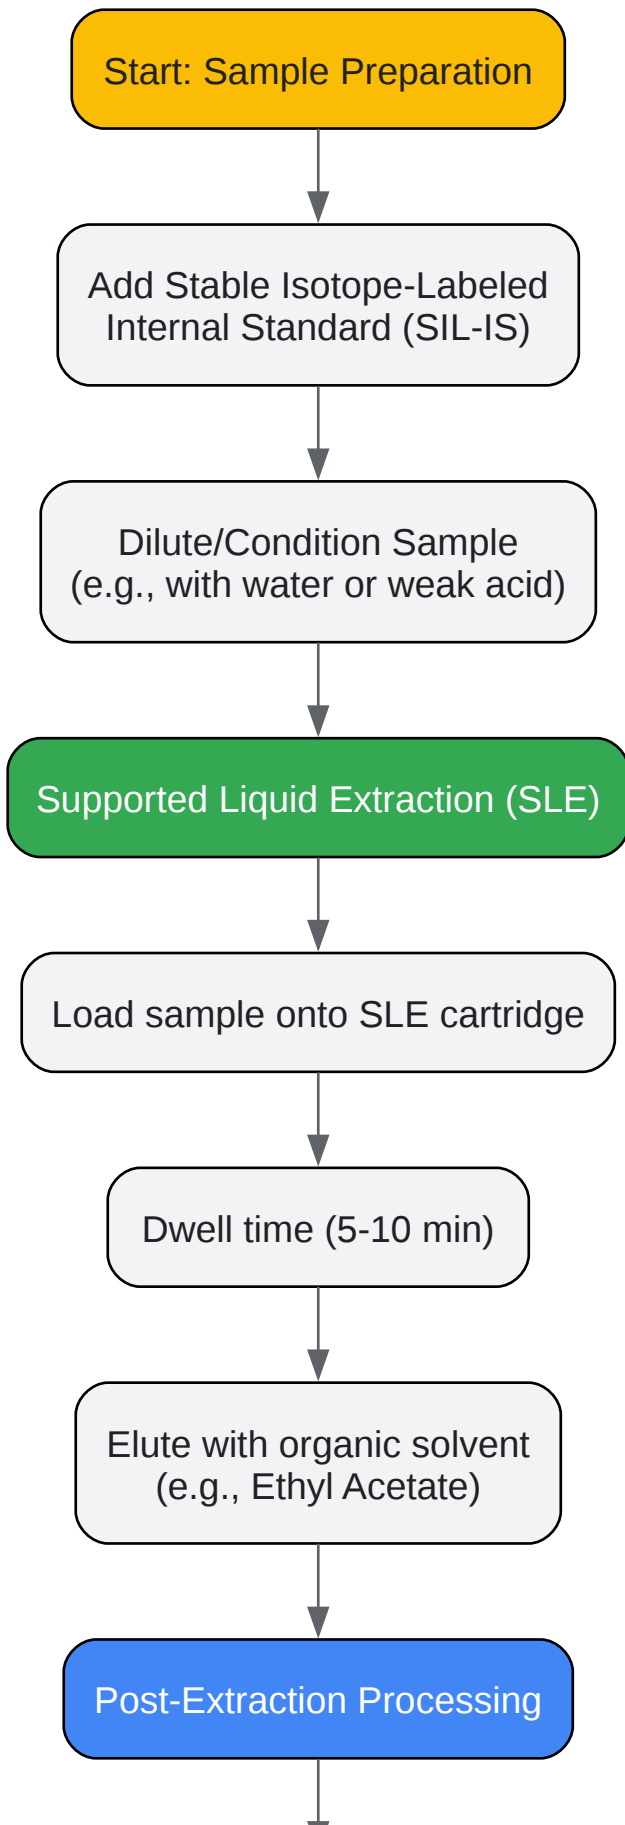 Start: Sample Preparation
Add Stable Isotope-Labeled
Internal Standard (SIL-IS)
Dilute/Condition Sample
(e.g., with water or weak acid)
Supported Liquid Extraction (SLE)
Load sample onto SLE cartridge
Dwell time (5-10 min)
Elute with organic solvent
(e.g., Ethyl Acetate)
Post-Extraction Processing